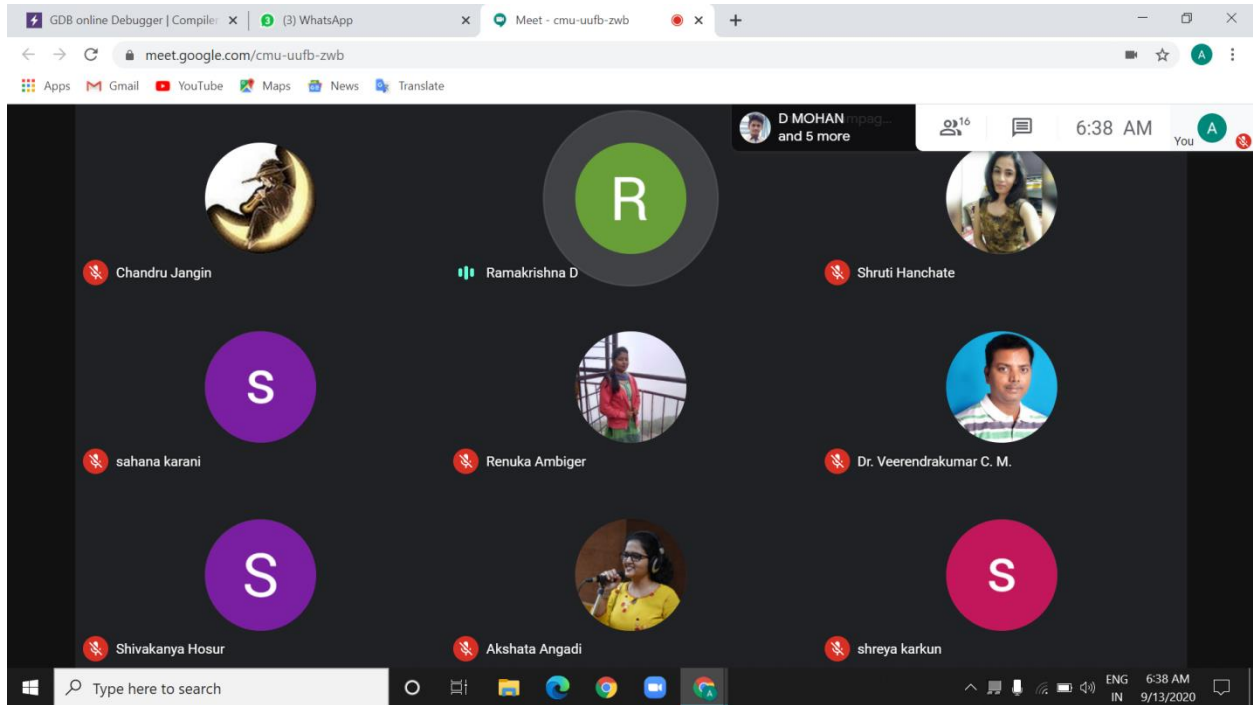 GDB online Debugger | Compiler
(3) WhatsApp
Meet - cmu-uufb-zwb
meet.google.com/cmu-uufb-zwb
A
Apps
Gmail
YouTube
Maps
News
Translate
D MOHAN
and 5 more
16
6:38 AM
You
A
R
Chandru Jangin
Ramakrishna D
Shruti Hanchate
s
sahana karani
Renuka Ambiger
Dr. Veerendrakumar C. M.
S
s
Shivakanya Hosur
Akshata Angadi
shreya karkun
Type here to search
ENG
IN
6:38 AM
9/13/2020